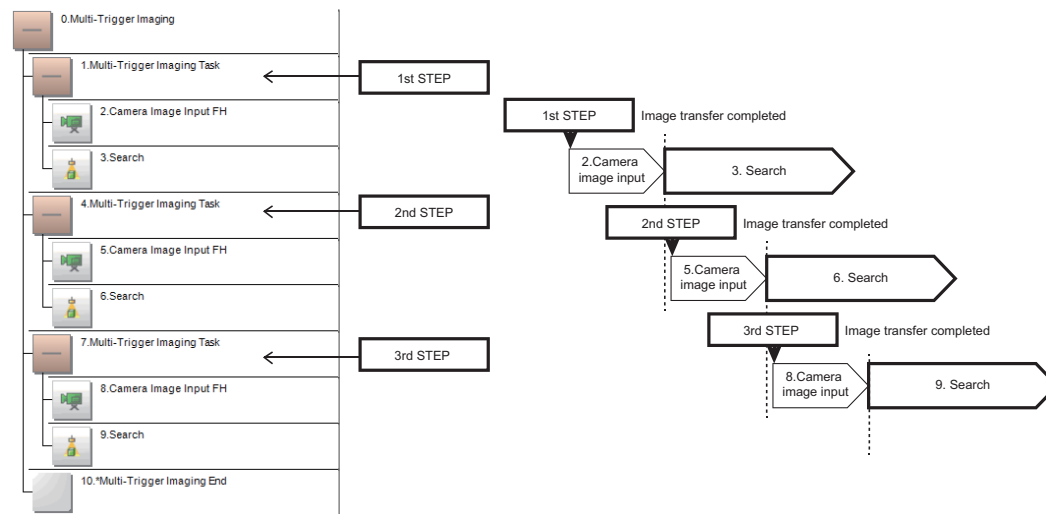 0.Multi-Trigger Imaging
1.Multi-Trigger Imaging Task
1st STEP
2.Camera Image Input FH
3.Search
4.Multi-Trigger Imaging Task
2nd STEP
5.Camera Image Input FH
6.Search
7.Multi-Trigger Imaging Task
3rd STEP
8.Camera Image Input FH
9.Search
10.*Multi-Trigger Imaging End
1st STEP
Image transfer completed
2.Camera
image input
3. Search
2nd STEP
Image transfer completed
5.Camera
image input
6. Search
3rd STEP
Image transfer completed
8.Camera
image input
9. Search